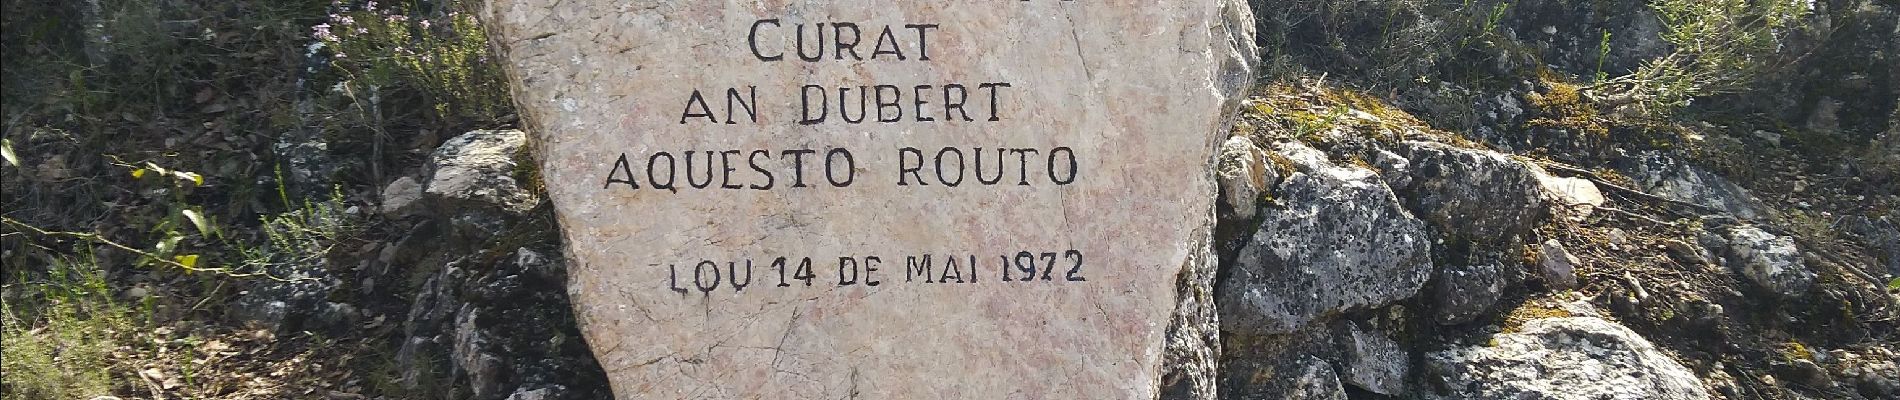 CURAT
AN DUBERT
AQUESTO ROUTO
LOU 14 DE MAI 1972